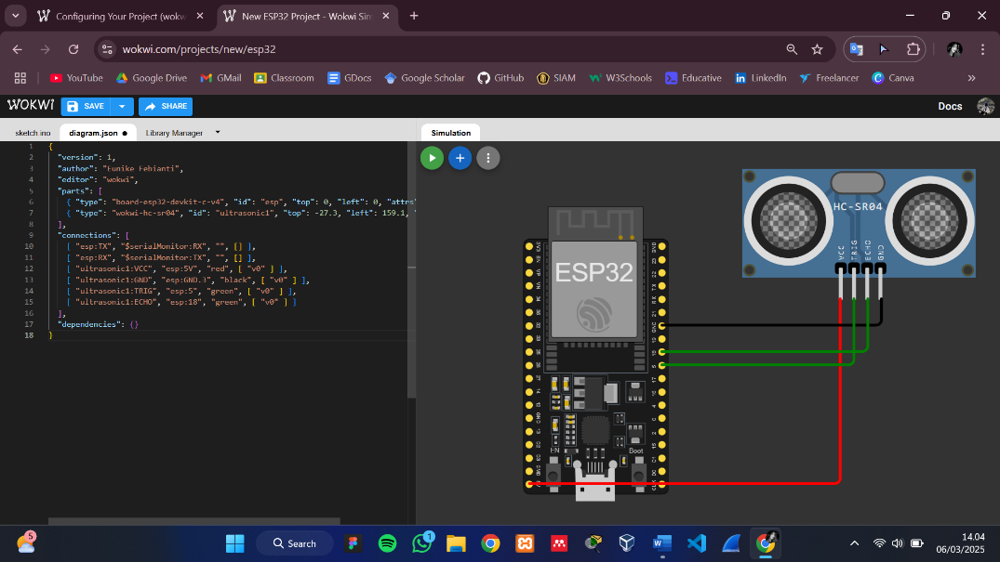 Configuring Your Project (wokw
New ESP32 Project - Wokwi Sim
wokwi.com/projects/new/esp32
YouTube
Google Drive
GMail
Classroom
GDocs
Google Scholar
GitHub
SIAM
W3Schools
Educative
LinkedIn
Freelancer
Canva
WOKWI
SAVE
SHARE
Docs
sketch.ino
diagram.json
Library Manager
Simulation
1 {
2 "version": 1,
3 "author": "Eunike Febianti",
4 "editor": "wokwi",
5 "parts": [
6 { "type": "board-esp32-devkit-c-v4", "id": "esp", "top": 0, "left": 0, "attrs"
7 { "type": "wokwi-hc-sr04", "id": "ultrasonic1", "top": -27.3, "left": 159.1, "
8 ],
9 "connections": [
10 [ "esp:TX", "$serialMonitor:RX", "", [] ],
11 [ "esp:RX", "$serialMonitor:TX", "", [] ],
12 [ "ultrasonic1:VCC", "esp:5V", "red", [ "v0" ] ],
13 [ "ultrasonic1:GND", "esp:GND.3", "black", [ "v0" ] ],
14 [ "ultrasonic1:TRIG", "esp:5", "green", [ "v0" ] ],
15 [ "ultrasonic1:ECHO", "esp:18", "green", [ "v0" ] ]
16 ],
17 "dependencies": {}
18 }
HC-SR04
VCC
TRIG
ECHO
GND
ESP32
EN
Boot
5
Search
1
14.04
06/03/2025